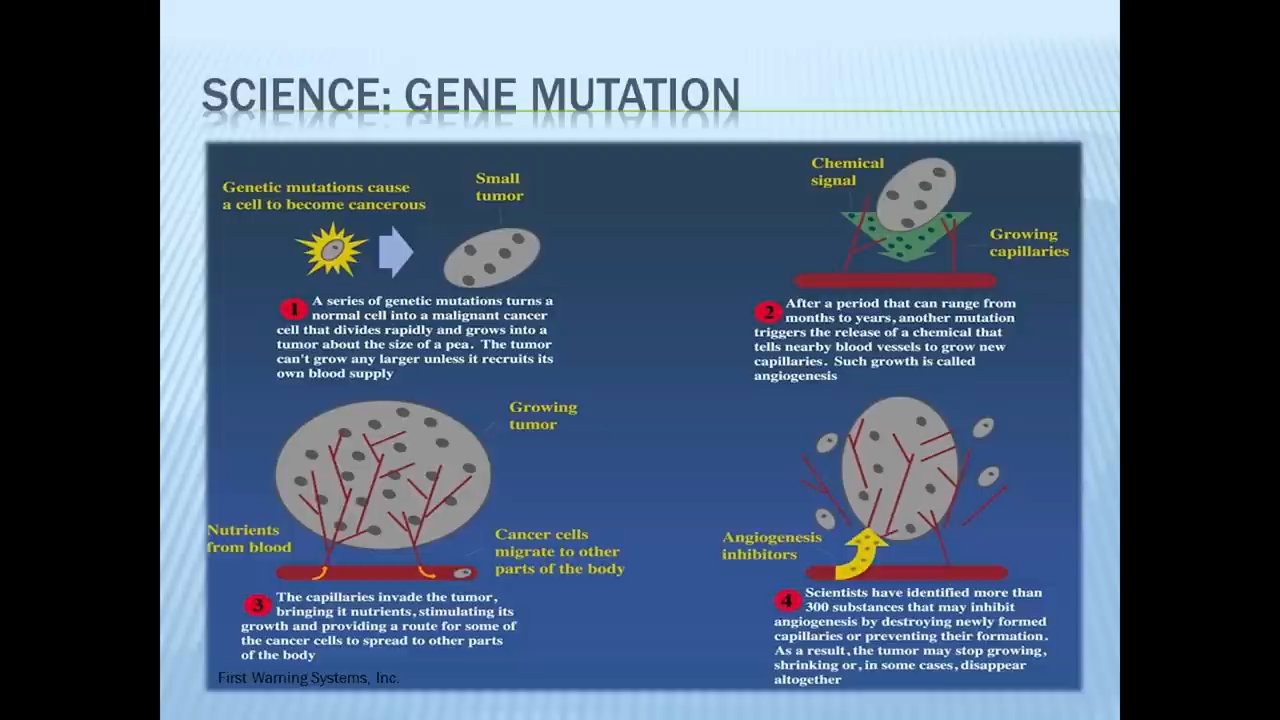 SCIENCE: GENE MUTATION
Genetic mutations cause
a cell to become cancerous
Small
tumor
1 A series of genetic mutations turns a
normal cell into a malignant cancer
cell that divides rapidly and grows into a
tumor about the size of a pea. The tumor
can't grow any larger unless it recruits its
own blood supply
Chemical
signal
Growing
capillaries
2 After a period that can range from
months to years, another mutation
triggers the release of a chemical that
tells nearby blood vessels to grow new
capillaries. Such growth is called
angiogenesis
Growing
tumor
Nutrients
from blood
Cancer cells
migrate to other
parts of the body
3 The capillaries invade the tumor,
bringing it nutrients, stimulating its
growth and providing a route for some of
the cancer cells to spread to other parts
of the body
Angiogenesis
inhibitors
4 Scientists have identified more than
300 substances that may inhibit
angiogenesis by destroying newly formed
capillaries or preventing their formation.
As a result, the tumor may stop growing,
shrinking or, in some cases, disappear
altogether
First Warning Systems, Inc.